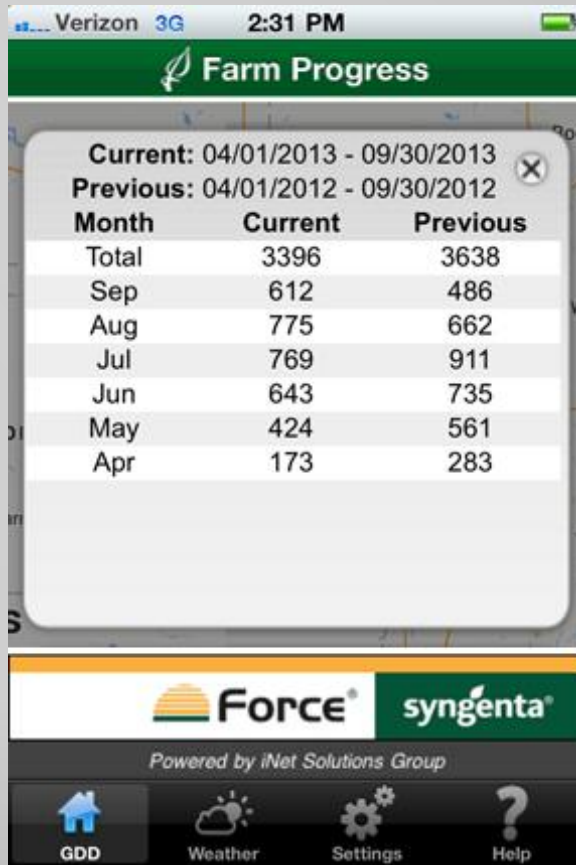 Verizon 3G 2:31 PM
Farm Progress
Current: 04/01/2013 - 09/30/2013
Previous: 04/01/2012 - 09/30/2012
Month Current Previous
Total 3396 3638
Sep 612 486
Aug 775 662
Jul 769 911
Jun 643 735
May 424 561
Apr 173 283
Force®
syngenta®
Powered by iNet Solutions Group
GDD Weather Settings Help